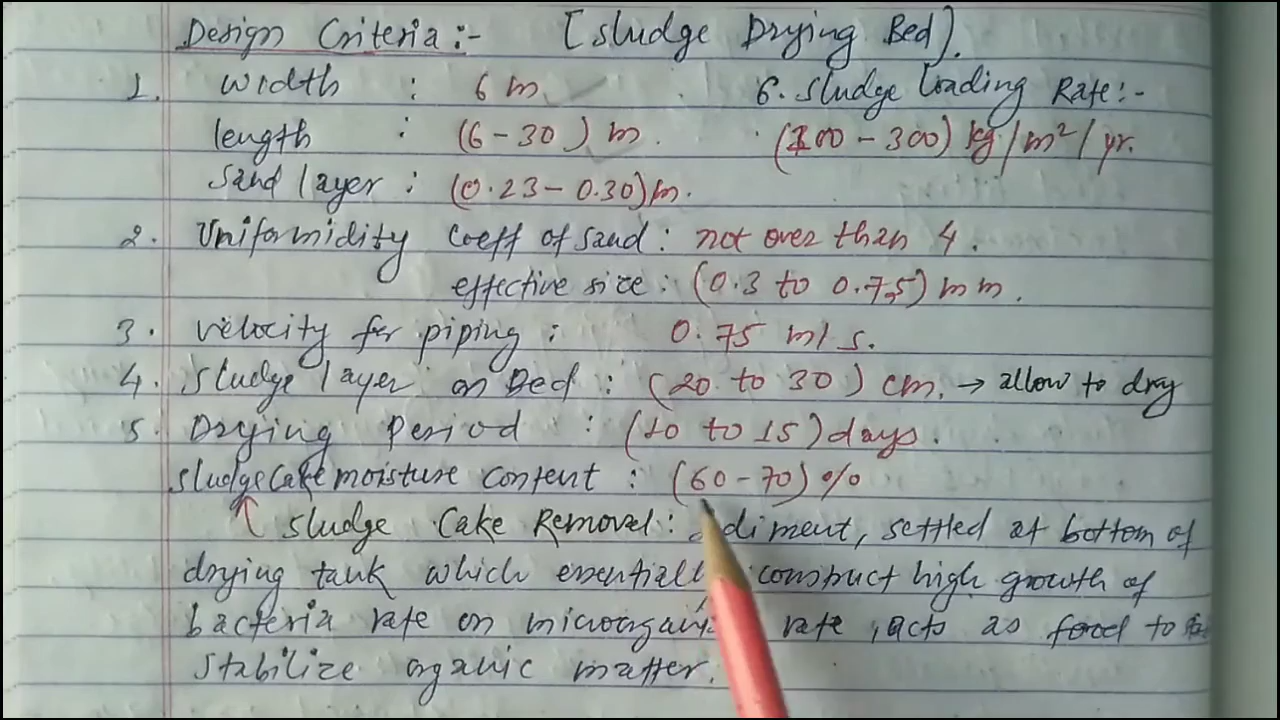 Design Criteria:- [Sludge Drying Bed].
1. width : 6 m
length : (6-30) m.
Sand layer : (0.23-0.30)m.
6. Sludge Loading Rate:-
(100-300) kg/m²/yr.
2. Uniformidity Coeff of Sand: not over than 4.
effective size: (0.3 to 0.75) mm.
3. velocity for piping : 0.75 m/s.
4. Sludge layer on Bed : (20 to 30) cm. → allow to dry
5. Drying Period : (10 to 15) days.
Sludge Cake moisture Content : (60-70) %
Sludge Cake Removal: diment, settled at bottom of
drying tank which essentiall construct high growth of
bacteria rate on microorga rate, acts as to
Stabilize organic matter.